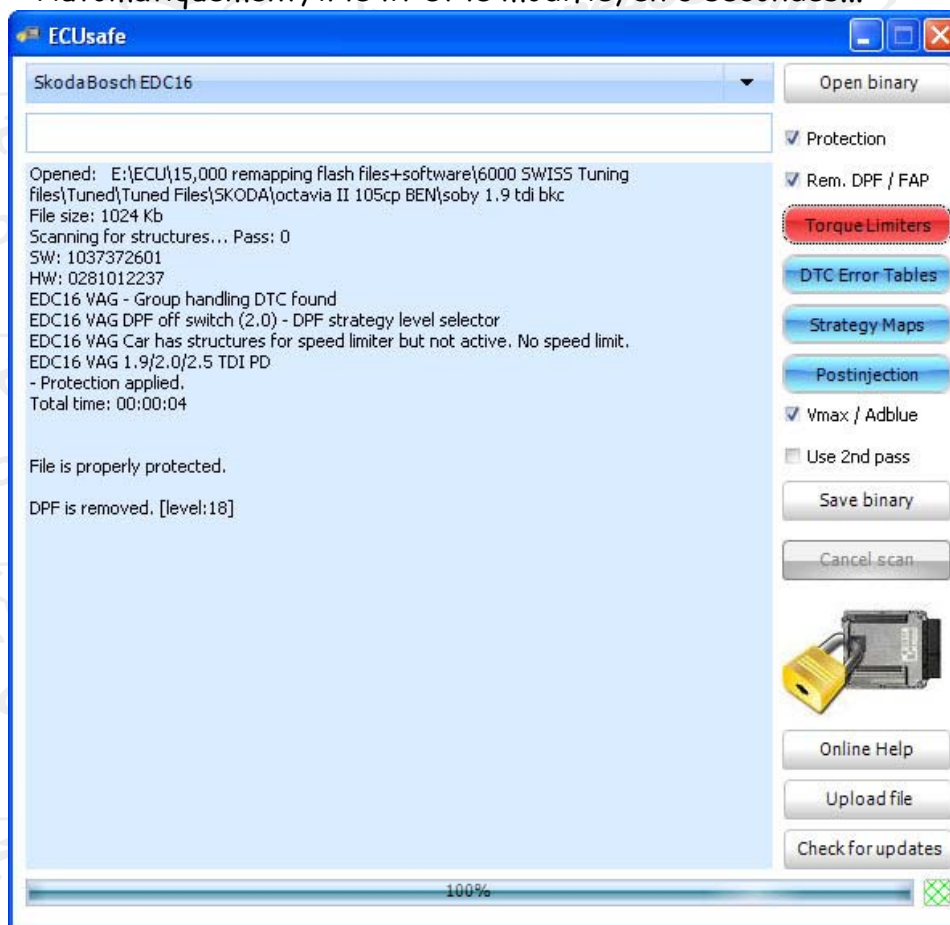 ECUsafe
SkodaBosch EDC16
Open binary
Protection
Opened: E:\ECU\15,000 remapping flash files+software\6000 SWISS Tuning
files\Tuned\Tuned Files\SKODA\octavia II 105cp BEN\soby 1.9 tdi bkc
File size: 1024 Kb
Scanning for structures... Pass: 0
SW: 1037372601
HW: 0281012237
EDC16 VAG - Group handling DTC found
EDC16 VAG DPF off switch (2.0) - DPF strategy level selector
EDC16 VAG Car has structures for speed limiter but not active. No speed limit.
EDC16 VAG 1.9/2.0/2.5 TDI PD
- Protection applied.
Total time: 00:00:04
File is properly protected.
DPF is removed. [level:18]
Rem. DPF / FAP
Torque Limiters
DTC Error Tables
Strategy Maps
Postinjection
Vmax / Adblue
Use 2nd pass
Save binary
Cancel scan
Online Help
Upload file
Check for updates
100%